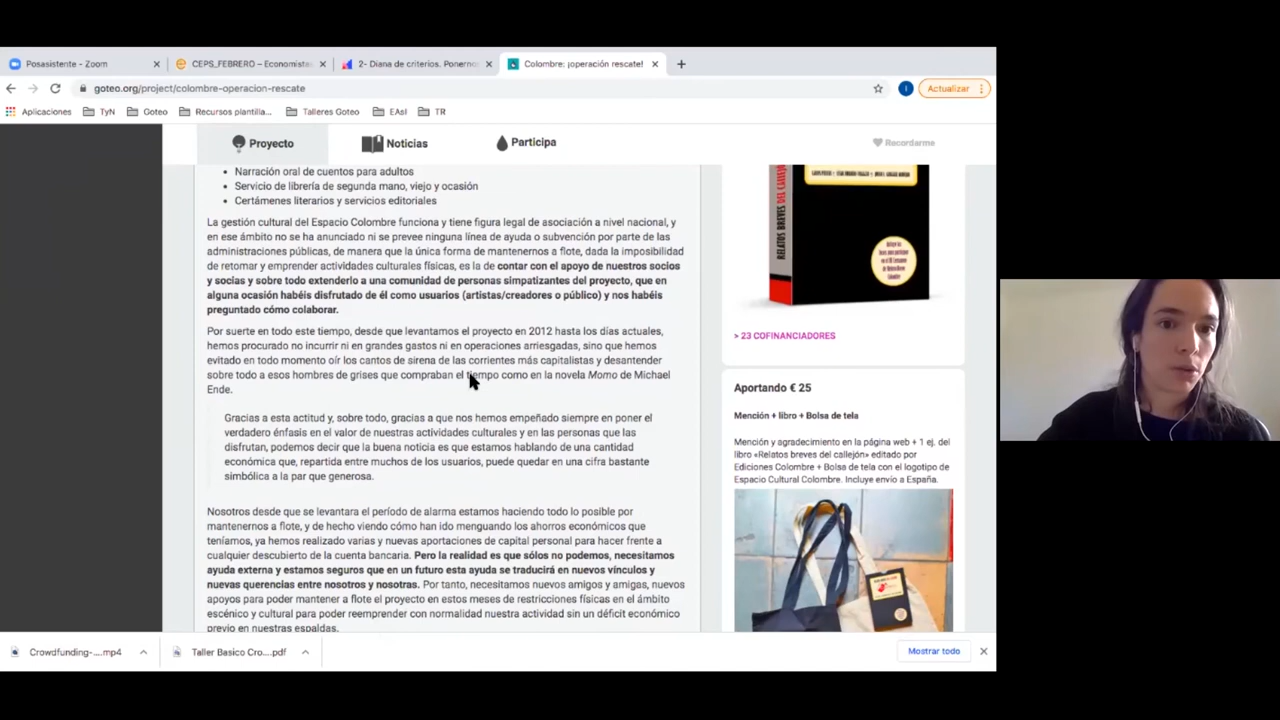 Posasistente - Zoom
CEPS_FEBRERO – Economistes
2- Diana de criterios. Ponerno
Colombre: ¡operación rescate!
goteo.org/project/colombre-operacion-rescate
Actualizar
Aplicaciones
TyN
Goteo
Recursos plantilla...
Talleres Goteo
EAsI
TR
Proyecto
Noticias
Participa
Recordarme
Narración oral de cuentos para adultos
Servicio de librería de segunda mano, viejo y ocasión
Certámenes literarios y servicios editoriales
La gestión cultural del Espacio Colombre funciona y tiene figura legal de asociación a nivel nacional, y
en ese ámbito no se ha anunciado ni se prevee ninguna línea de ayuda o subvención por parte de las
administraciones públicas, de manera que la única forma de mantenernos a flote, dada la imposibilidad
de retomar y emprender actividades culturales físicas, es la de contar con el apoyo de nuestros socios
y socias y sobre todo extenderlo a una comunidad de personas simpatizantes del proyecto, que en
alguna ocasión habéis disfrutado de él como usuarios (artistas/creadores o público) y nos habéis
preguntado cómo colaborar.
Por suerte en todo este tiempo, desde que levantamos el proyecto en 2012 hasta los días actuales,
hemos procurado no incurrir ni en grandes gastos ni en operaciones arriesgadas, sino que hemos
evitado en todo momento oír los cantos de sirena de las corrientes más capitalistas y desantender
sobre todo a esos hombres de grises que compraban el tiempo como en la novela Momo de Michael
Ende.
Gracias a esta actitud y, sobre todo, gracias a que nos hemos empeñado siempre en poner el
verdadero énfasis en el valor de nuestras actividades culturales y en las personas que las
disfrutan, podemos decir que la buena noticia es que estamos hablando de una cantidad
económica que, repartida entre muchos de los usuarios, puede quedar en una cifra bastante
simbólica a la par que generosa.
Nosotros desde que se levantara el período de alarma estamos haciendo todo lo posible por
mantenernos a flote, y de hecho viendo cómo han ido menguando los ahorros económicos que
teníamos, ya hemos realizado varias y nuevas aportaciones de capital personal para hacer frente a
cualquier descubierto de la cuenta bancaria. Pero la realidad es que sólos no podemos, necesitamos
ayuda externa y estamos seguros que en un futuro esta ayuda se traducirá en nuevos vínculos y
nuevas querencias entre nosotros y nosotras. Por tanto, necesitamos nuevos amigos y amigas, nuevos
apoyos para poder mantener a flote el proyecto en estos meses de restricciones físicas en el ámbito
escénico y cultural para poder reemprender con normalidad nuestra actividad sin un déficit económico
previo en nuestras espaldas.
RELATOS BREVES DEL CALLEJÓN
> 23 COFINANCIADORES
Aportando € 25
Mención + libro + Bolsa de tela
Mención y agradecimiento en la página web + 1 ej. del
libro «Relatos breves del callejón» editado por
Ediciones Colombre + Bolsa de tela con el logotipo de
Espacio Cultural Colombre. Incluye envío a España.
Crowdfunding-....mp4
Taller Basico Cro....pdf
Mostrar todo